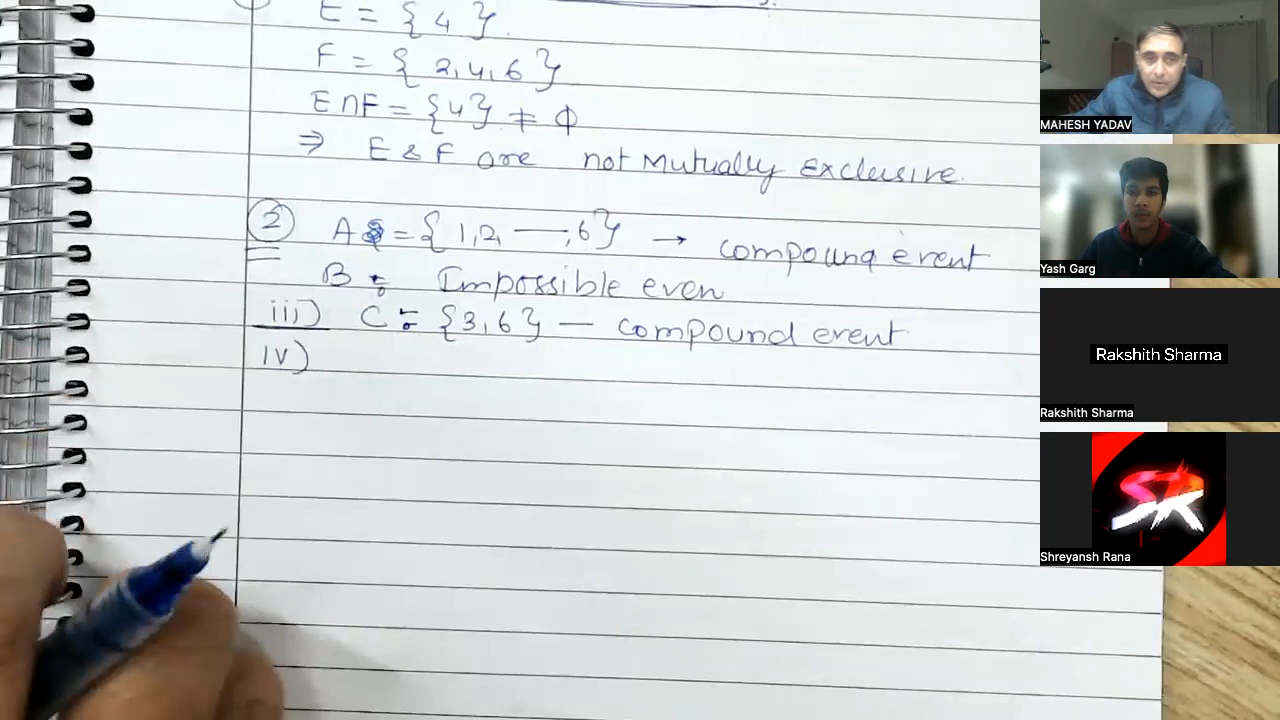 E = { 4 }.
F = { 2, 4, 6 }
E ∩ F = {4} ≠ ϕ
⇒ E & F are not Mutually Exclusive.
② A = { 1, 2, —, 6} → compound event
B : Impossible even
iii) C : {3, 6} — compound event
iv)
MAHESH YADAV
Yash Garg
Rakshith Sharma
Rakshith Sharma
SR
Shreyansh Rana